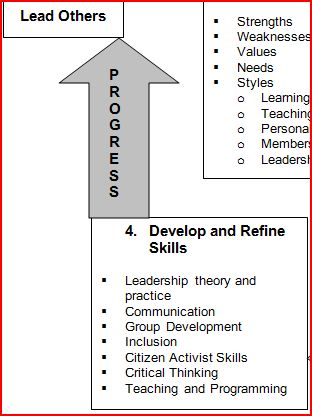 Lead Others
PROGRESS
Strengths
Weaknesses
Values
Needs
Styles
Learning
Teaching
4. Develop and Refine
Skills
Leadership theory and
practice
Communication
Group Development
Inclusion
Citizen Activist Skills
Critical Thinking
Teaching and Programming